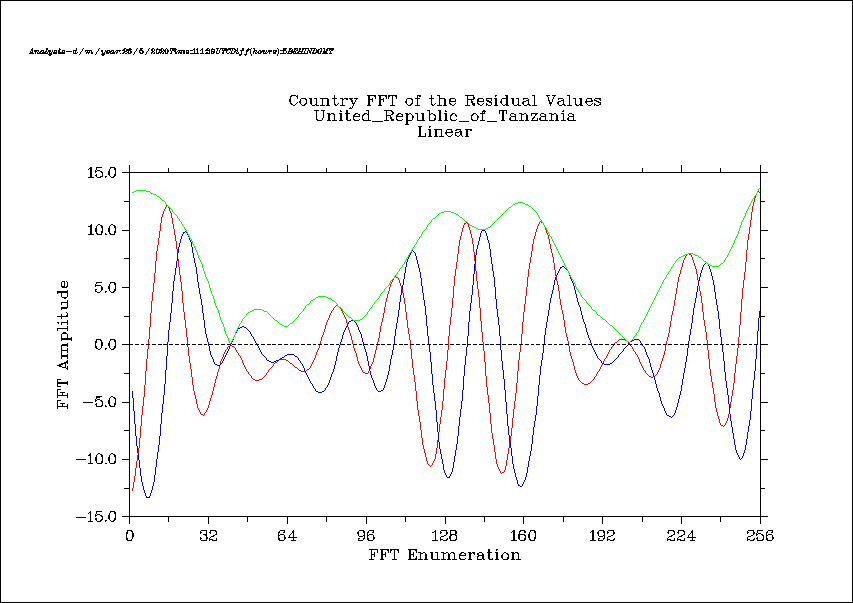 Country FFT of the Residual Values
United_Republic_of_Tanzania
Linear
15.0
10.0
5.0
0.0
-5.0
-10.0
-15.0
FFT Amplitude
0 32 64 96 128 160 192 224 256
FFT Enumeration